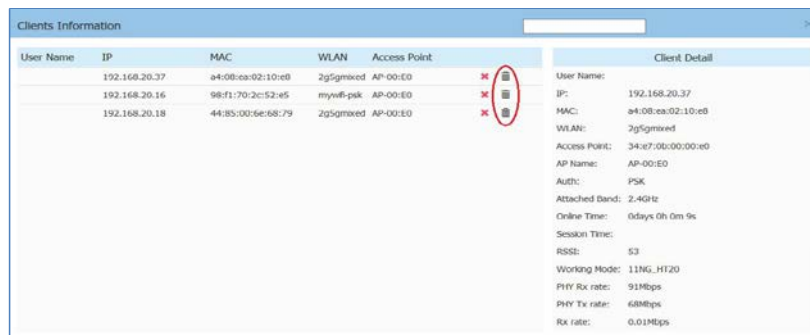 Clients Information
User Name IP MAC WLAN Access Point
192.168.20.37 a4:08:ea:02:10:e8 2g5gmixed AP-00:E0
192.168.20.16 98:f1:70:2c:52:e5 mywifi-psk AP-00:E0
192.168.20.18 44:85:00:6e:68:79 2g5gmixed AP-00:E0
Client Detail
User Name:
IP: 192.168.20.37
MAC: a4:08:ea:02:10:e8
WLAN: 2g5gmixed
Access Point: 34:e7:0b:00:00:e0
AP Name: AP-00:E0
Auth: PSK
Attached Band: 2.4GHz
Online Time: 0days 0h 0m 9s
Session Time:
RSSI: 53
Working Mode: 11NG_HT20
PHY Rx rate: 91Mbps
PHY Tx rate: 68Mbps
Rx rate: 0.01Mbps